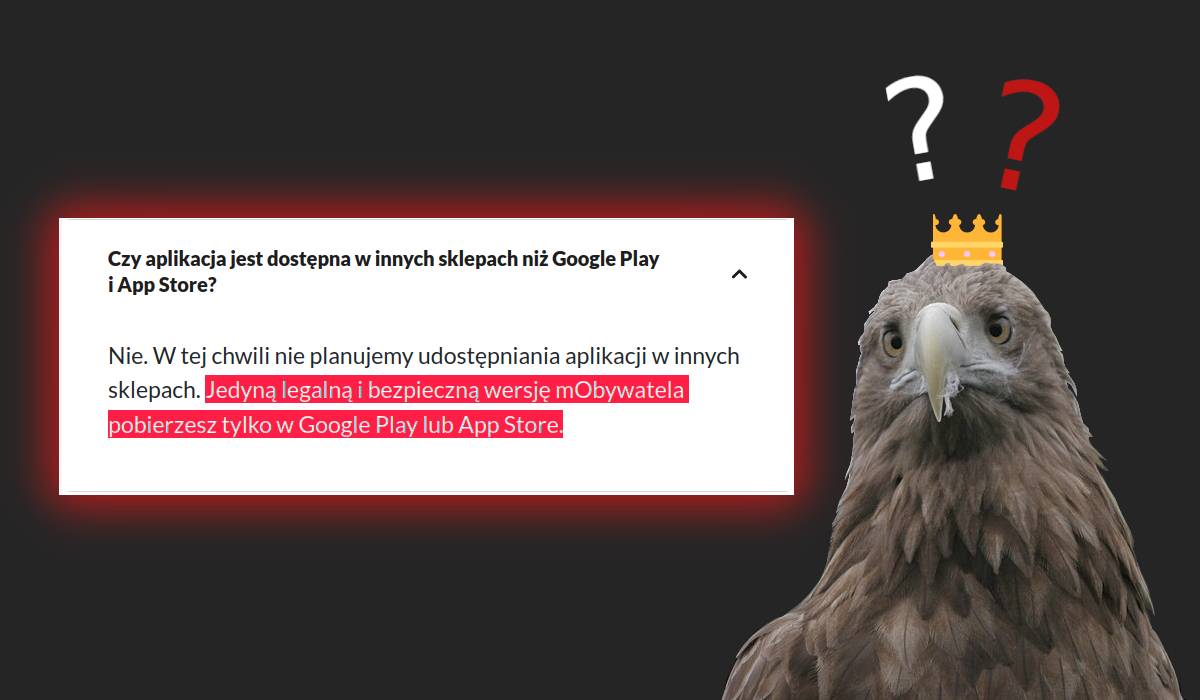 ? ?
Czy aplikacja jest dostępna w innych sklepach niż Google Play
i App Store?
Nie. W tej chwili nie planujemy udostępniania aplikacji w innych
sklepach. Jedyną legalną i bezpieczną wersję mObywatela
pobierzesz tylko w Google Play lub App Store.